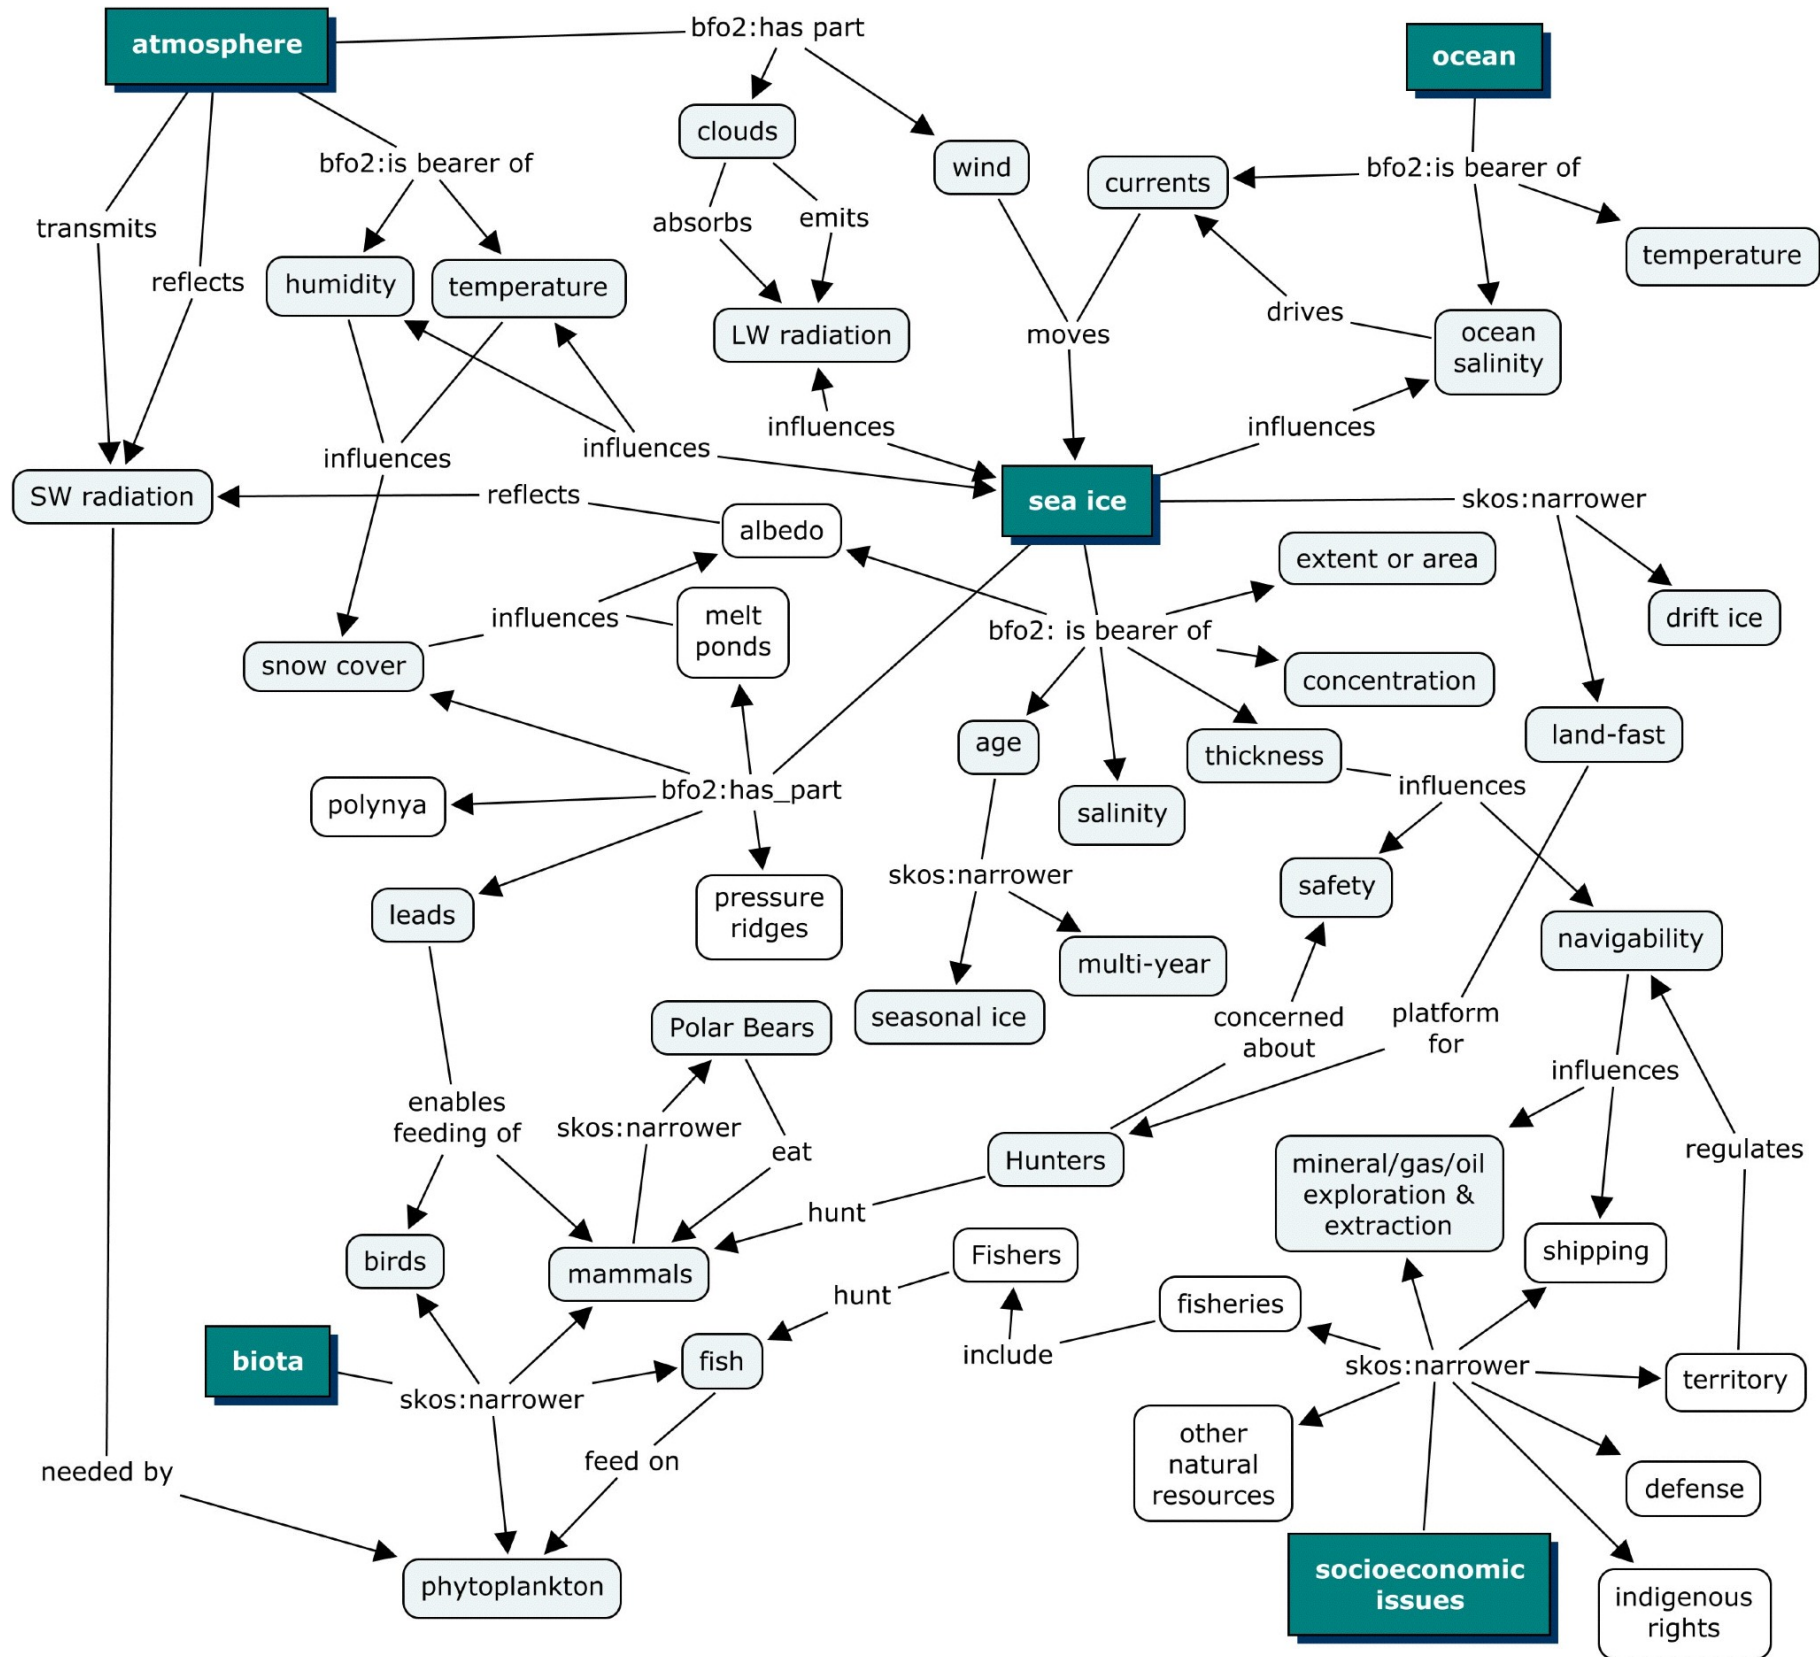 atmosphere
bfo2:has part
ocean
clouds
wind
currents
bfo2:is bearer of
bfo2:is bearer of
transmits
absorbs
emits
temperature
reflects
humidity
temperature
LW radiation
moves
drives
ocean
salinity
influences
influences
influences
influences
SW radiation
reflects
albedo
sea ice
skos:narrower
extent or area
drift ice
influences
melt
ponds
bfo2: is bearer of
snow cover
concentration
land-fast
age
thickness
influences
polynya
bfo2:has_part
salinity
skos:narrower
safety
leads
pressure
ridges
navigability
multi-year
seasonal ice
Polar Bears
concerned
about
platform
for
influences
enables
feeding of
skos:narrower
eat
Hunters
mineral/gas/oil
exploration &
extraction
regulates
hunt
birds
mammals
Fishers
shipping
hunt
fisheries
biota
fish
include
skos:narrower
territory
skos:narrower
feed on
other
natural
resources
defense
needed by
phytoplankton
socioeconomic
issues
indigenous
rights